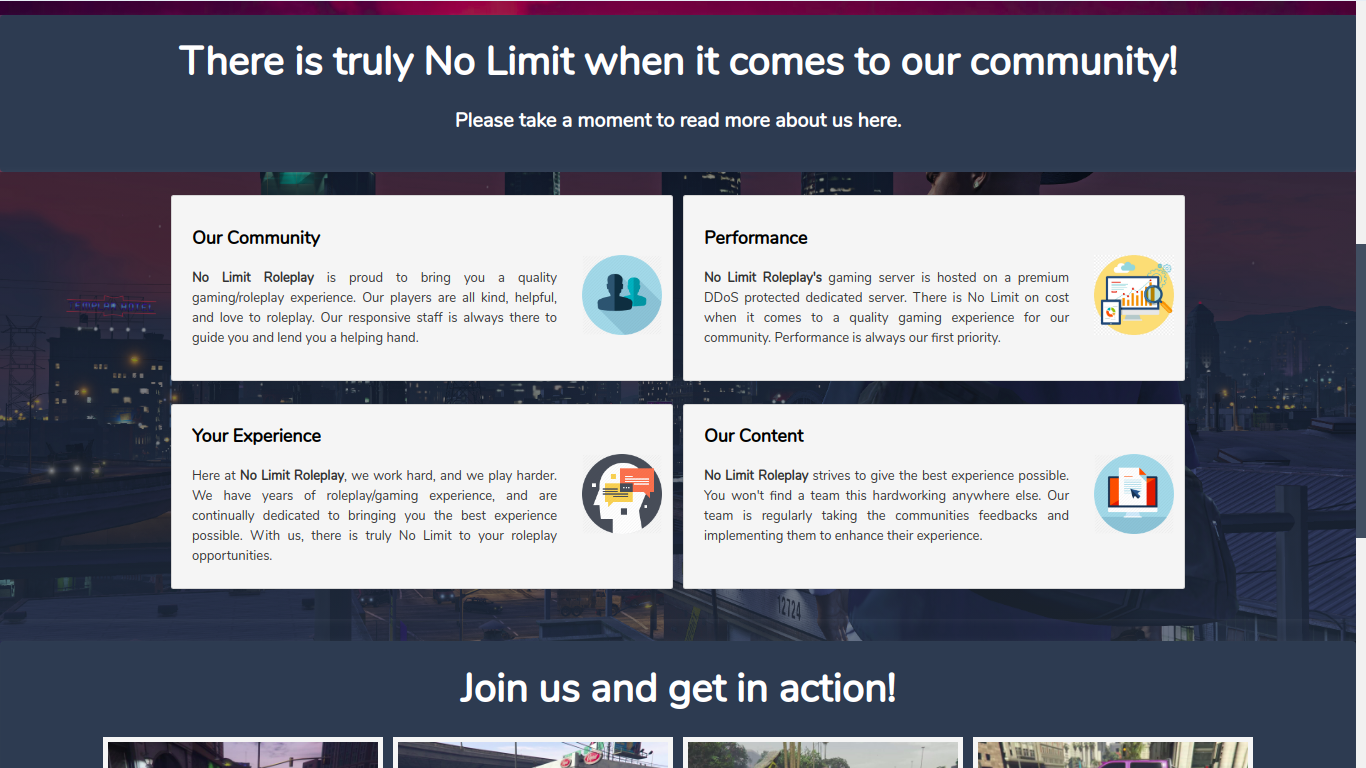 There is truly No Limit when it comes to our community!
Please take a moment to read more about us here.
Our Community
No Limit Roleplay is proud to bring you a quality
gaming/roleplay experience. Our players are all kind, helpful,
and love to roleplay. Our responsive staff is always there to
guide you and lend you a helping hand.
Performance
No Limit Roleplay's gaming server is hosted on a premium
DDoS protected dedicated server. There is No Limit on cost
when it comes to a quality gaming experience for our
community. Performance is always our first priority.
Your Experience
Here at No Limit Roleplay, we work hard, and we play harder.
We have years of roleplay/gaming experience, and are
continually dedicated to bringing you the best experience
possible. With us, there is truly No Limit to your roleplay
opportunities.
Our Content
No Limit Roleplay strives to give the best experience possible.
You won't find a team this hardworking anywhere else. Our
team is regularly taking the communities feedbacks and
implementing them to enhance their experience.
12724
Join us and get in action!